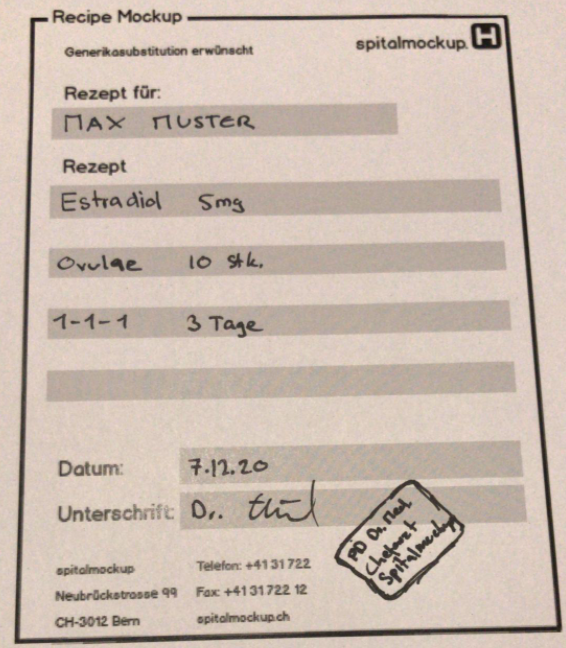 Recipe Mockup
Generikasubstitution erwünscht
spitalmockup. H
Rezept für:
MAX MUSTER
Rezept
Estradiol 5mg
Ovulae 10 Stk.
1-1-1 3 Tage
Datum: 7.12.20
Unterschrift: Dr.
PD Dr. Med
Chefarzt
spitalmockup Telefon: +41 31 722
Neubrückstrasse 99 Fax: +41 31 722 12
CH-3012 Bern spitalmockup.ch